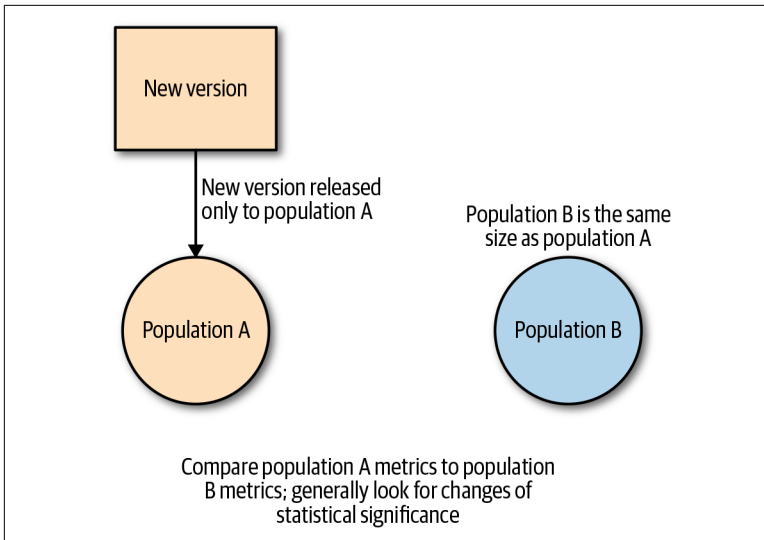 New version
New version released
only to population A
Population B is the same
size as population A
Population A
Population B
Compare population A metrics to population
B metrics; generally look for changes of
statistical significance